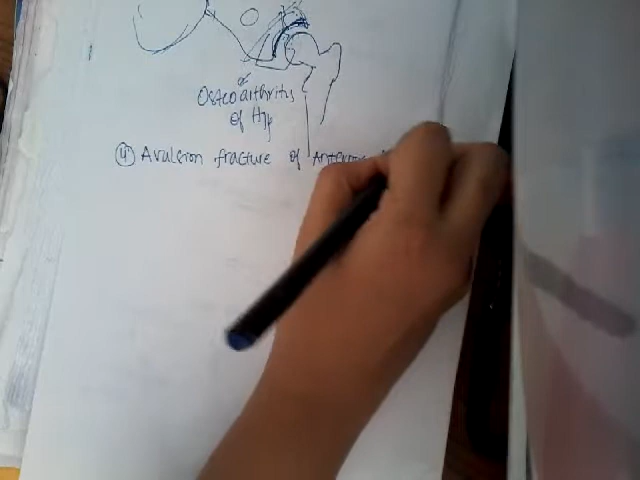 Osteoarthritis
of Hip
④ Avulsion fracture of Anterior